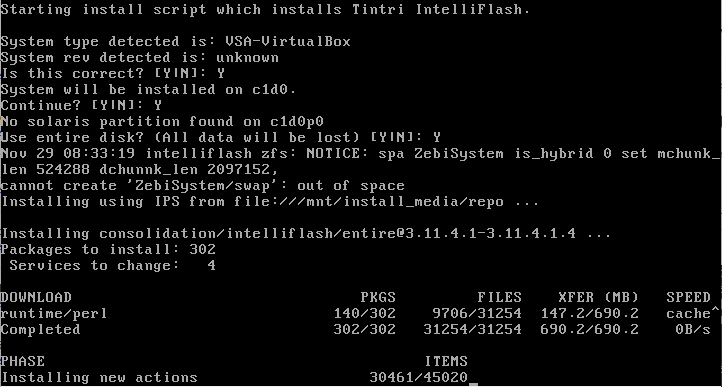 Starting install script which installs Tintri IntelliFlash.
System type detected is: VSA-VirtualBox
System rev detected is: unknown
Is this correct? [Y|N]: Y
System will be installed on c1d0.
Continue? [Y|N]: Y
No solaris partition found on c1d0p0
Use entire disk? (All data will be lost) [Y|N]: Y
Nov 29 08:33:19 intelliflash zfs: NOTICE: spa ZebiSystem is_hybrid 0 set mchunk_
len 524288 dchunnk_len 2097152,
cannot create 'ZebiSystem/swap': out of space
Installing using IPS from file:///mnt/install_media/repo ...
Installing consolidation/intelliflash/entire@3.11.4.1-3.11.4.1.4 ...
Packages to install: 302
Services to change:   4
DOWNLOAD                                PKGS         FILES    XFER (MB)   SPEED
runtime/perl                         140/302    9706/31254  147.2/690.2  cache^
Completed                            302/302   31254/31254  690.2/690.2    0B/s
PHASE                                          ITEMS
Installing new actions                   30461/45020